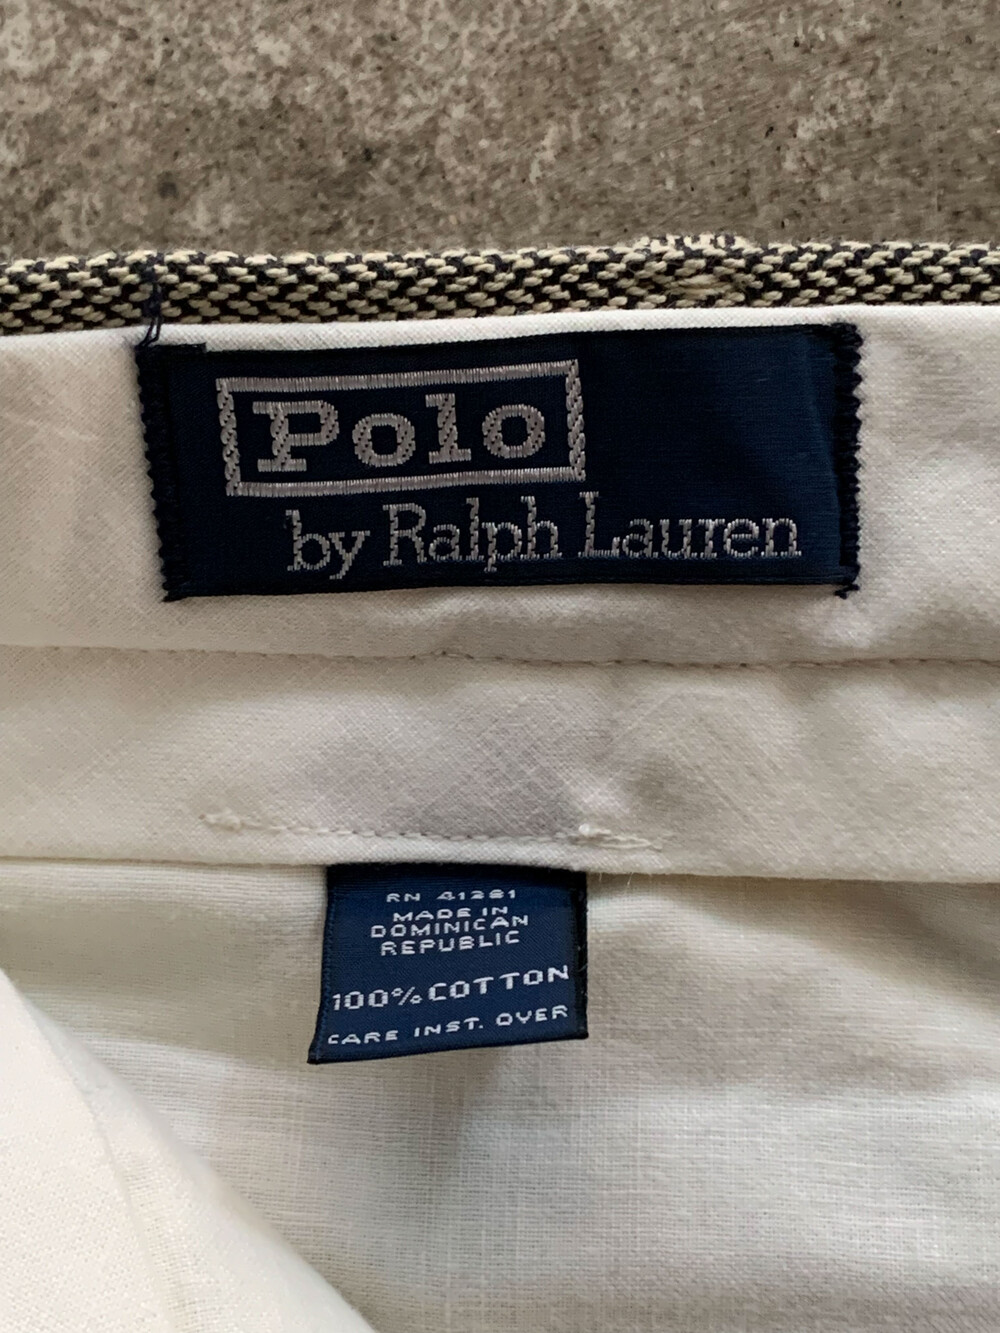 Polo
by Ralph Lauren
RN 41381
MADE IN
DOMINICAN
REPUBLIC
100% COTTON
CARE INST. OVER